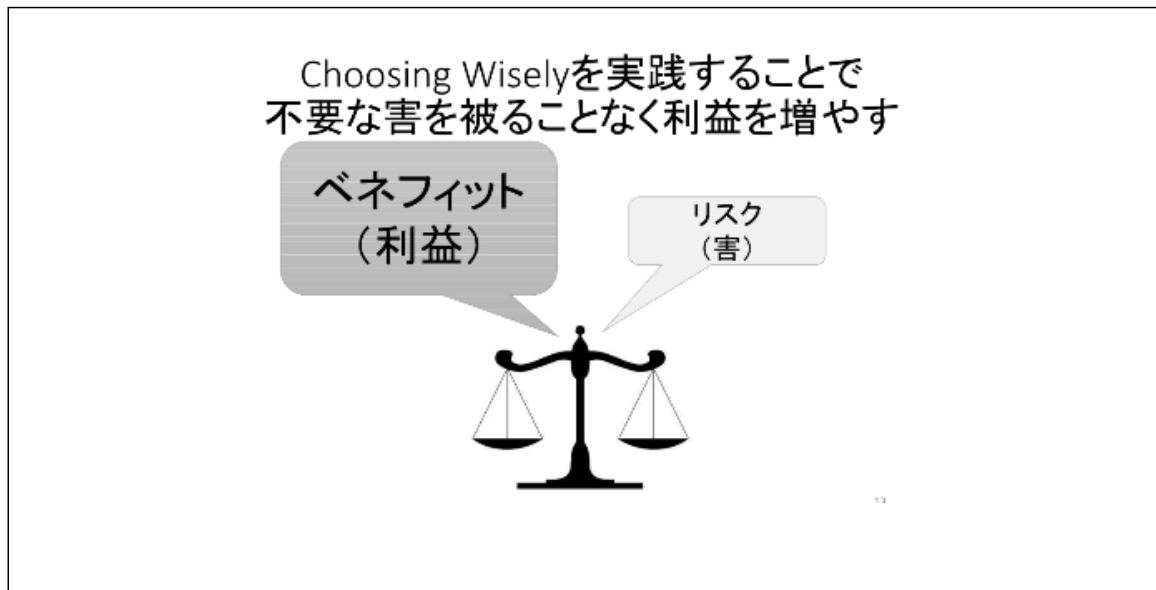 Choosing Wiselyを実践することで
不要な害を被ることなく利益を増やす
ベネフィット
（利益）
リスク
（害）
13